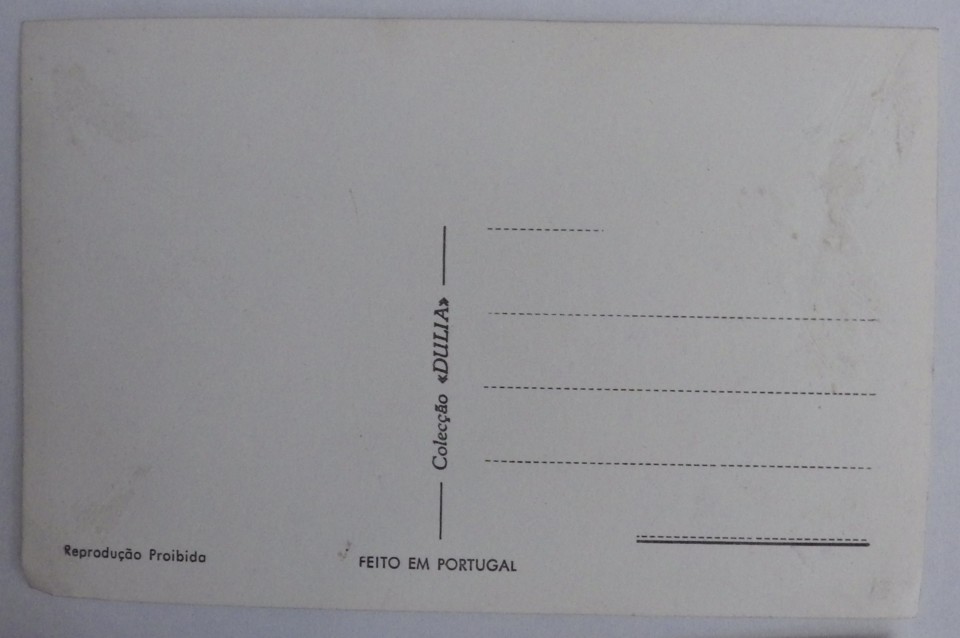 Colecção «DULIA»
Reprodução Proibida
FEITO EM PORTUGAL